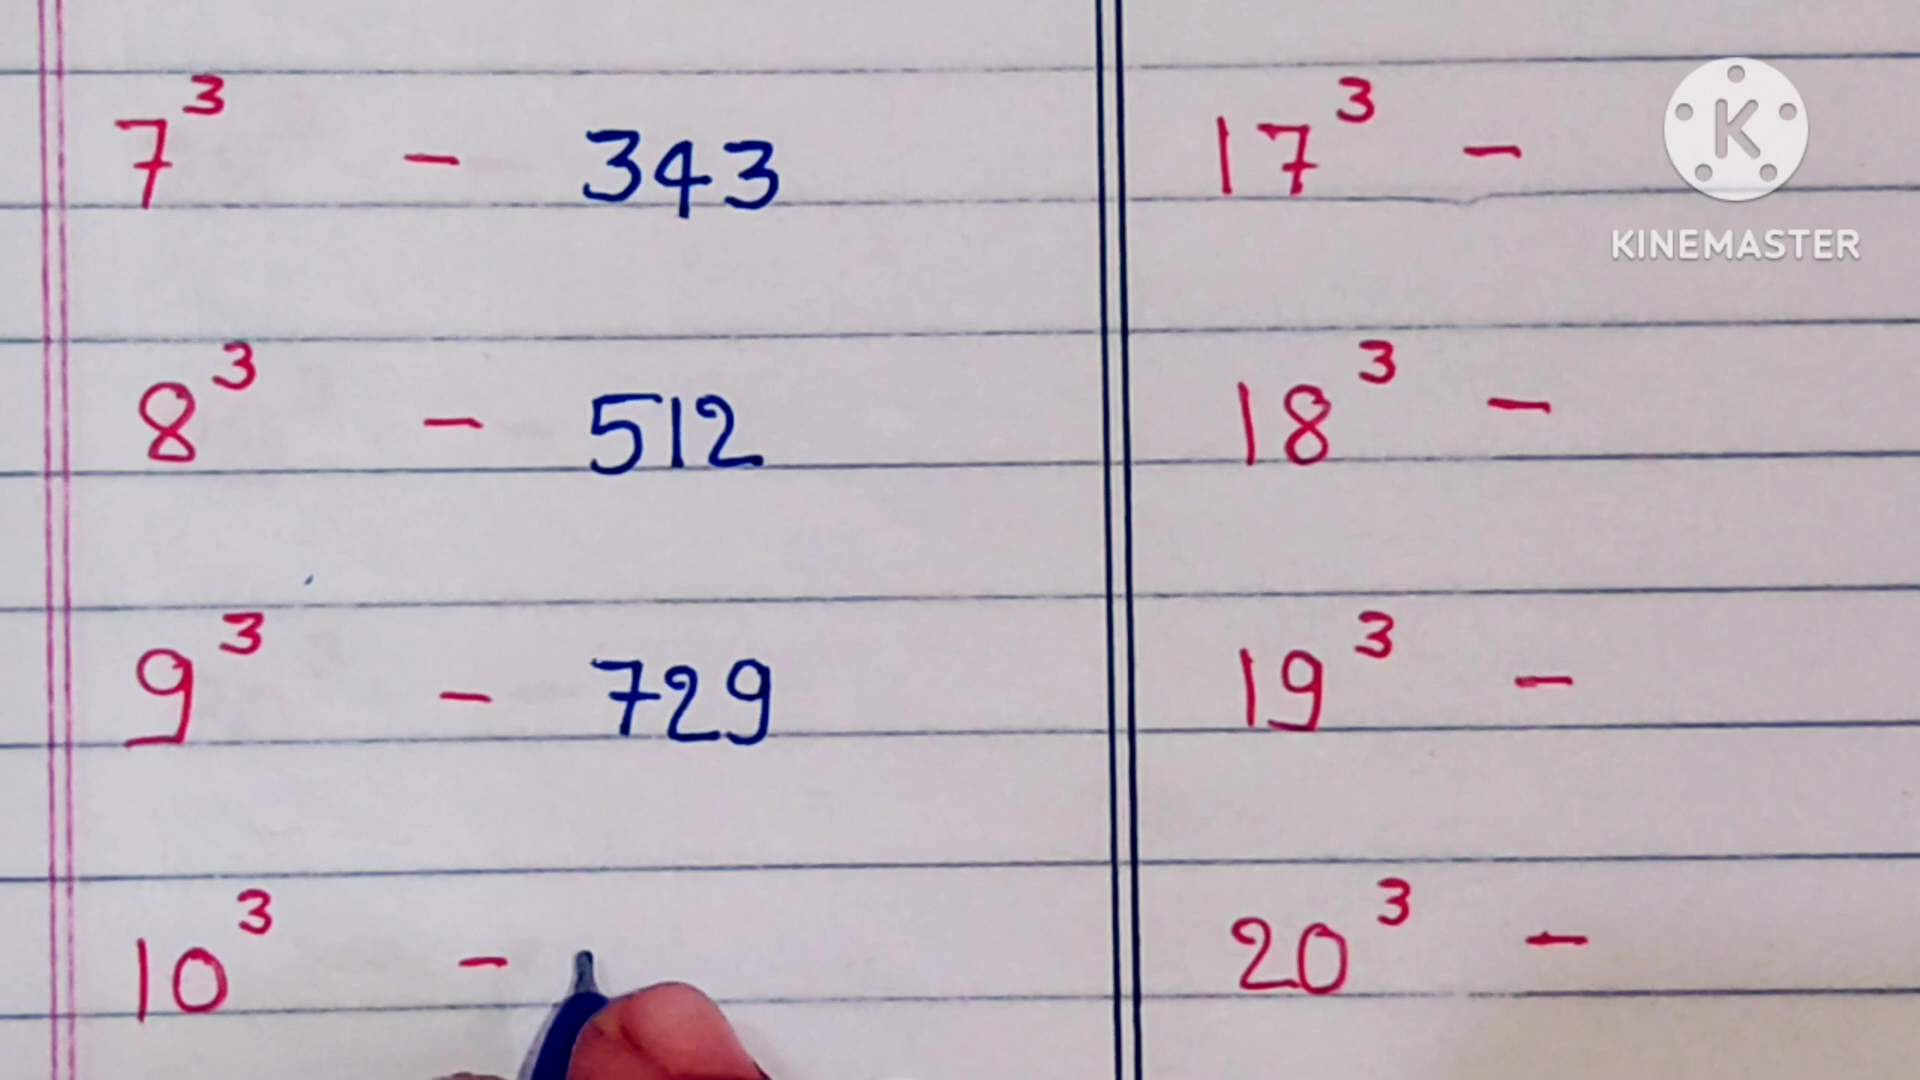 7³ - 343
8³ - 512
9³ - 729
10³ -
17³ -
18³ -
19³ -
20³ -
K
KINEMASTER